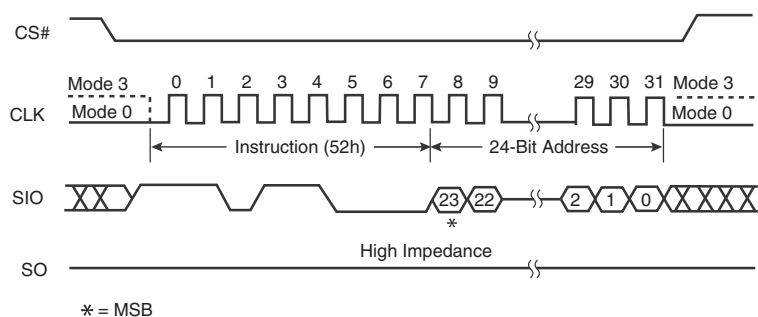 CS#
Mode 3 0 1 2 3 4 5 6 7 8 9 29 30 31 Mode 3
CLK Mode 0 Mode 0
Instruction (52h) 24-Bit Address
SIO 23 22 2 1 0
*
High Impedance
SO
* = MSB